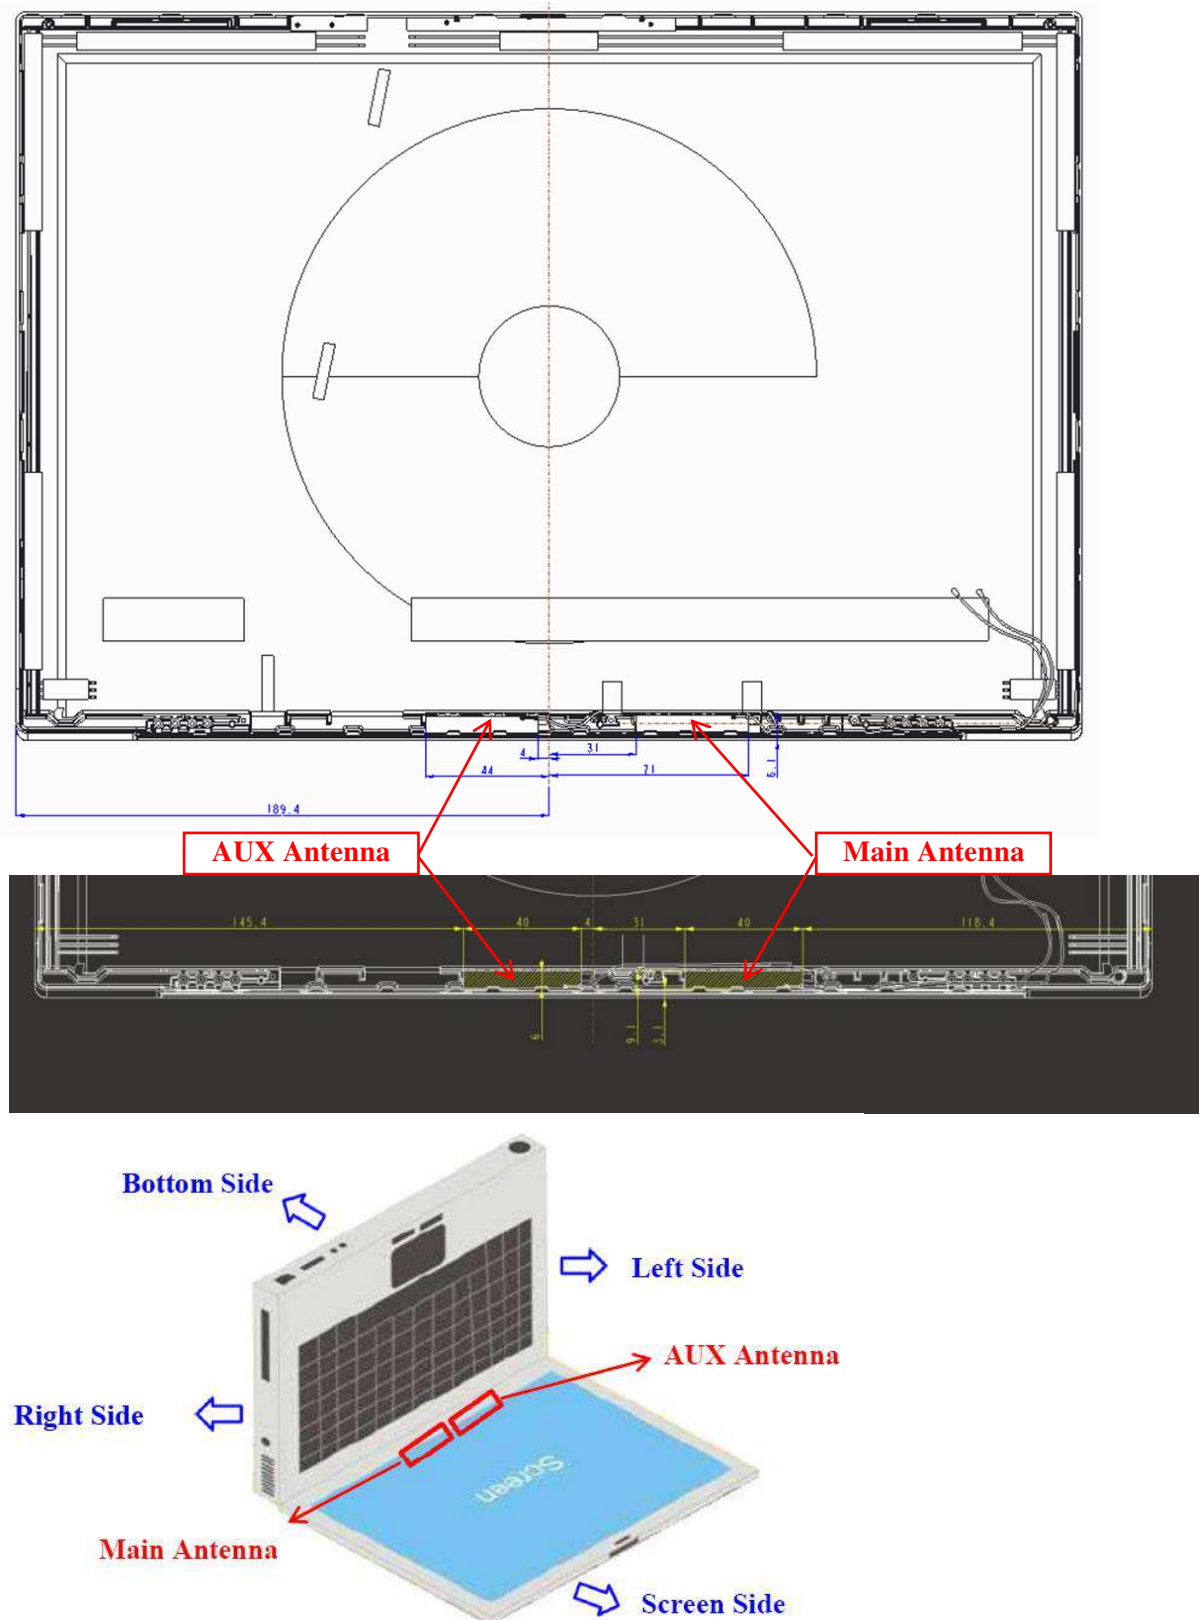 4
31
44
71
6.1
189.4
AUX Antenna
Main Antenna
145.4
40
4
31
40
118.4
6
9.1
3.1
Bottom Side
Left Side
AUX Antenna
Right Side
Screen
Main Antenna
Screen Side